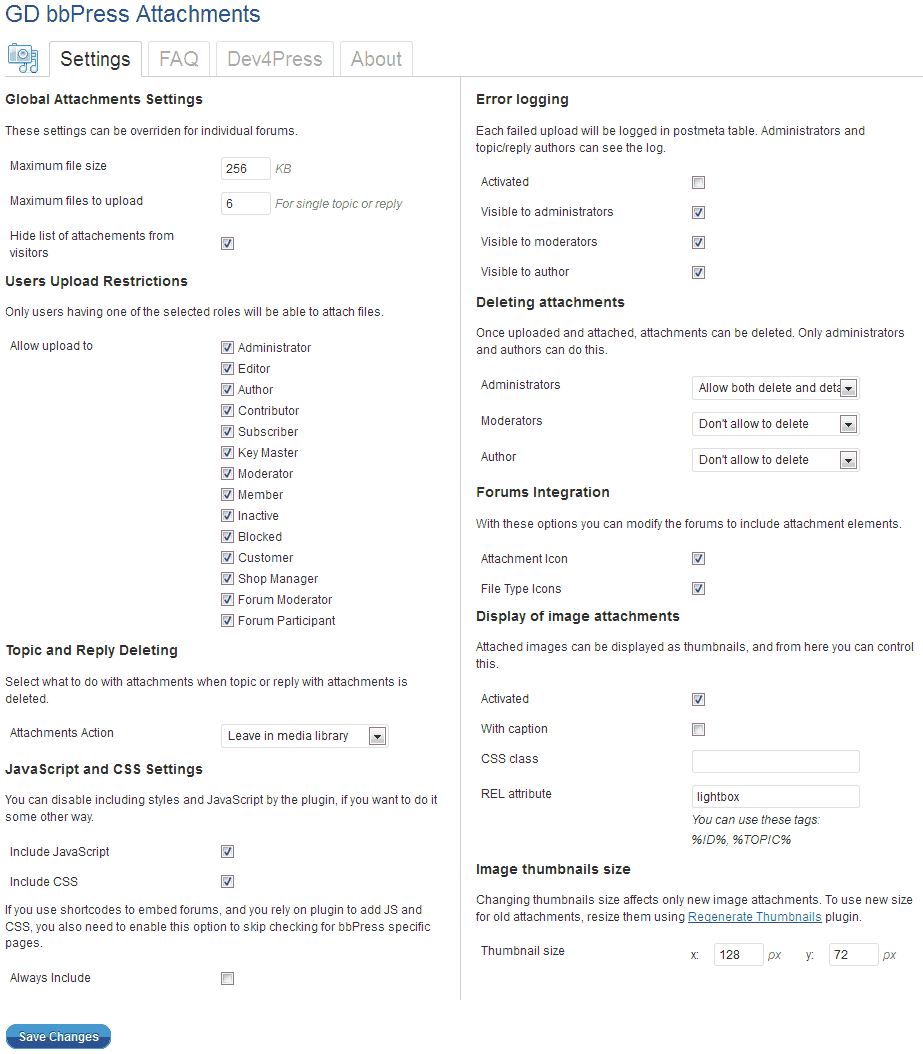 GD bbPress Attachments
Settings
FAQ
Dev4Press
About
Global Attachments Settings
These settings can be overriden for individual forums.
Maximum file size
256
KB
Maximum files to upload
6
For single topic or reply
Hide list of attachements from
visitors
Users Upload Restrictions
Only users having one of the selected roles will be able to attach files.
Allow upload to
Administrator
Editor
Author
Contributor
Subscriber
Key Master
Moderator
Member
Inactive
Blocked
Customer
Shop Manager
Forum Moderator
Forum Participant
Topic and Reply Deleting
Select what to do with attachments when topic or reply with attachments is
deleted.
Attachments Action
Leave in media library
JavaScript and CSS Settings
You can disable including styles and JavaScript by the plugin, if you want to do it
some other way.
Include JavaScript
Include CSS
If you use shortcodes to embed forums, and you rely on plugin to add JS and
CSS, you also need to enable this option to skip checking for bbPress specific
pages.
Always Include
Error logging
Each failed upload will be logged in postmeta table. Administrators and
topic/reply authors can see the log.
Activated
Visible to administrators
Visible to moderators
Visible to author
Deleting attachments
Once uploaded and attached, attachments can be deleted. Only administrators
and authors can do this.
Administrators
Allow both delete and deta
Moderators
Don't allow to delete
Author
Don't allow to delete
Forums Integration
With these options you can modify the forums to include attachment elements.
Attachment Icon
File Type Icons
Display of image attachments
Attached images can be displayed as thumbnails, and from here you can control
this.
Activated
With caption
CSS class
REL attribute
lightbox
You can use these tags:
%ID%, %TOPIC%
Image thumbnails size
Changing thumbnails size affects only new image attachments. To use new size
for old attachments, resize them using Regenerate Thumbnails plugin.
Thumbnail size
x:
128
px
y:
72
px
Save Changes